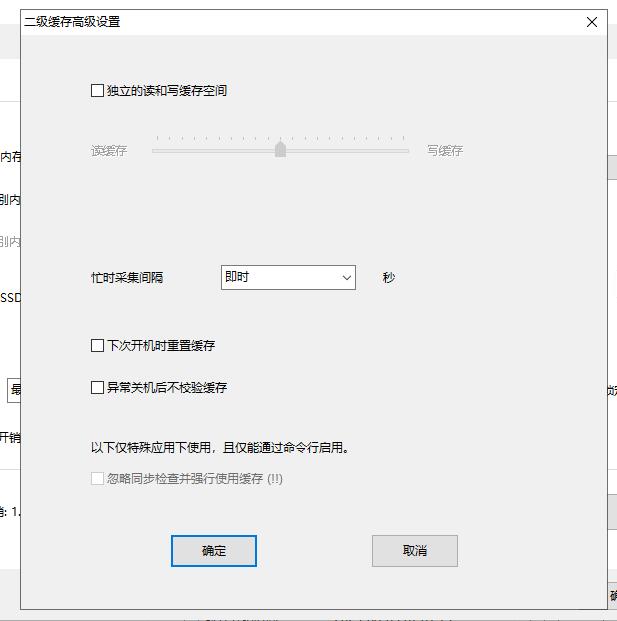 二级缓存高级设置
独立的读和写缓存空间
读缓存
写缓存
内存
别内
别内
忙时采集间隔
即时
秒
SSD
下次开机时重置缓存
异常关机后不校验缓存
开销
以下仅特殊应用下使用，且仅能通过命令行启用。
忽略同步检查并强行使用缓存 (!!)
销: 1.
确定
取消